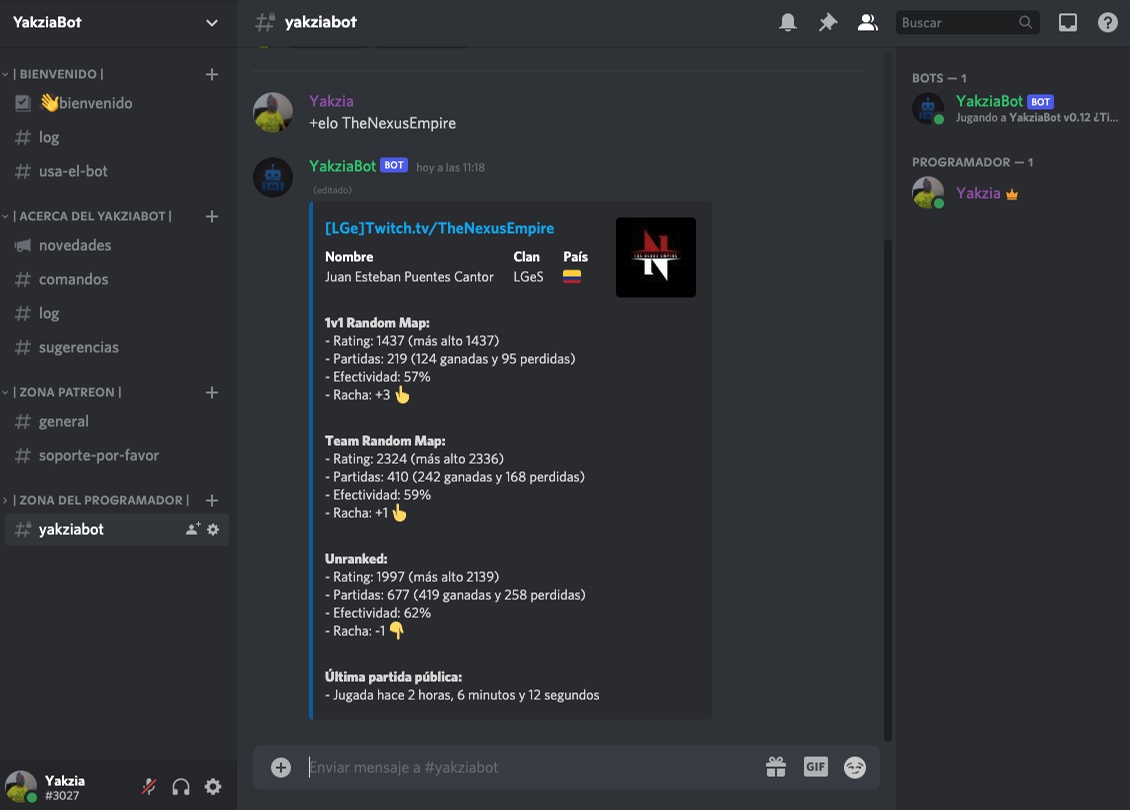 YakziaBot
yakziabot
Buscar
| BIENVENIDO |
👋bienvenido
log
usa-el-bot
| ACERCA DEL YAKZIABOT |
novedades
comandos
log
sugerencias
| ZONA PATREON |
general
soporte-por-favor
| ZONA DEL PROGRAMADOR |
yakziabot
Yakzia
#3027
Yakzia
+elo TheNexusEmpire
YakziaBot BOT hoy a las 11:18
(editado)
[LGe]Twitch.tv/TheNexusEmpire
Nombre Clan País
Juan Esteban Puentes Cantor LGeS 🇨🇴
1v1 Random Map:
- Rating: 1437 (más alto 1437)
- Partidas: 219 (124 ganadas y 95 perdidas)
- Efectividad: 57%
- Racha: +3 👆
Team Random Map:
- Rating: 2324 (más alto 2336)
- Partidas: 410 (242 ganadas y 168 perdidas)
- Efectividad: 59%
- Racha: +1 👆
Unranked:
- Rating: 1997 (más alto 2139)
- Partidas: 677 (419 ganadas y 258 perdidas)
- Efectividad: 62%
- Racha: -1 👇
Última partida pública:
- Jugada hace 2 horas, 6 minutos y 12 segundos
THE NEXUS EMPIRE
Enviar mensaje a #yakziabot
GIF
BOTS — 1
YakziaBot BOT
Jugando a YakziaBot v0.12 ¿Ti...
PROGRAMADOR — 1
Yakzia